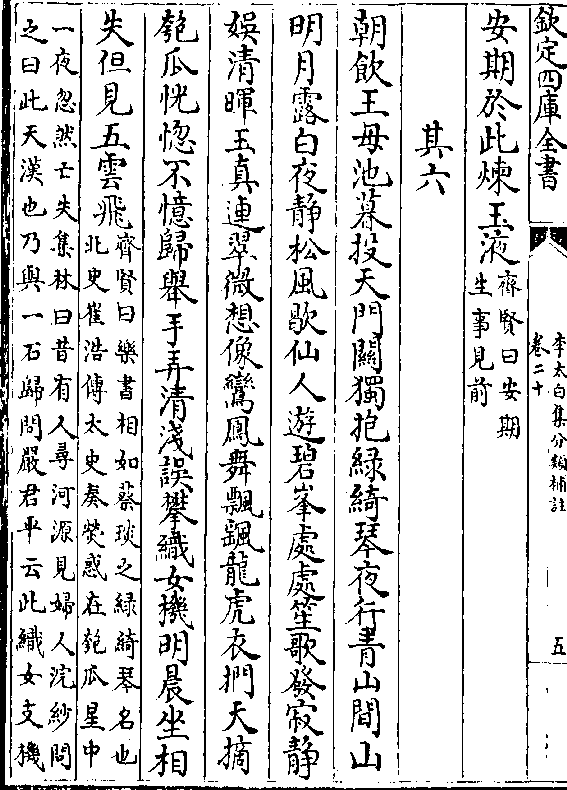 欽定四庫全書
李太白集分類補註
卷二十
五
安期於此煉玉液齊賢曰安期
生事見前
其六
朝飲王母池暮投天門關獨抱綠綺琴夜行青山間山
明月露白夜靜松風歇仙人遊碧峯處處笙歌發寂靜
娛清暉玉真連翠微想像鸞鳳舞飄颻龍虎衣捫天摘
匏瓜恍惚不憶歸舉手弄清淺誤攀織女機明晨坐相
失但見五雲飛齊賢曰樂書相如蔡琰之綠綺琴名也
北史崔浩傳太史奏熒惑在匏瓜星中
一夜忽然亡失集林曰昔有人尋河源見婦人浣紗問
之曰此天漢也乃與一石歸問嚴君平云此織女支機